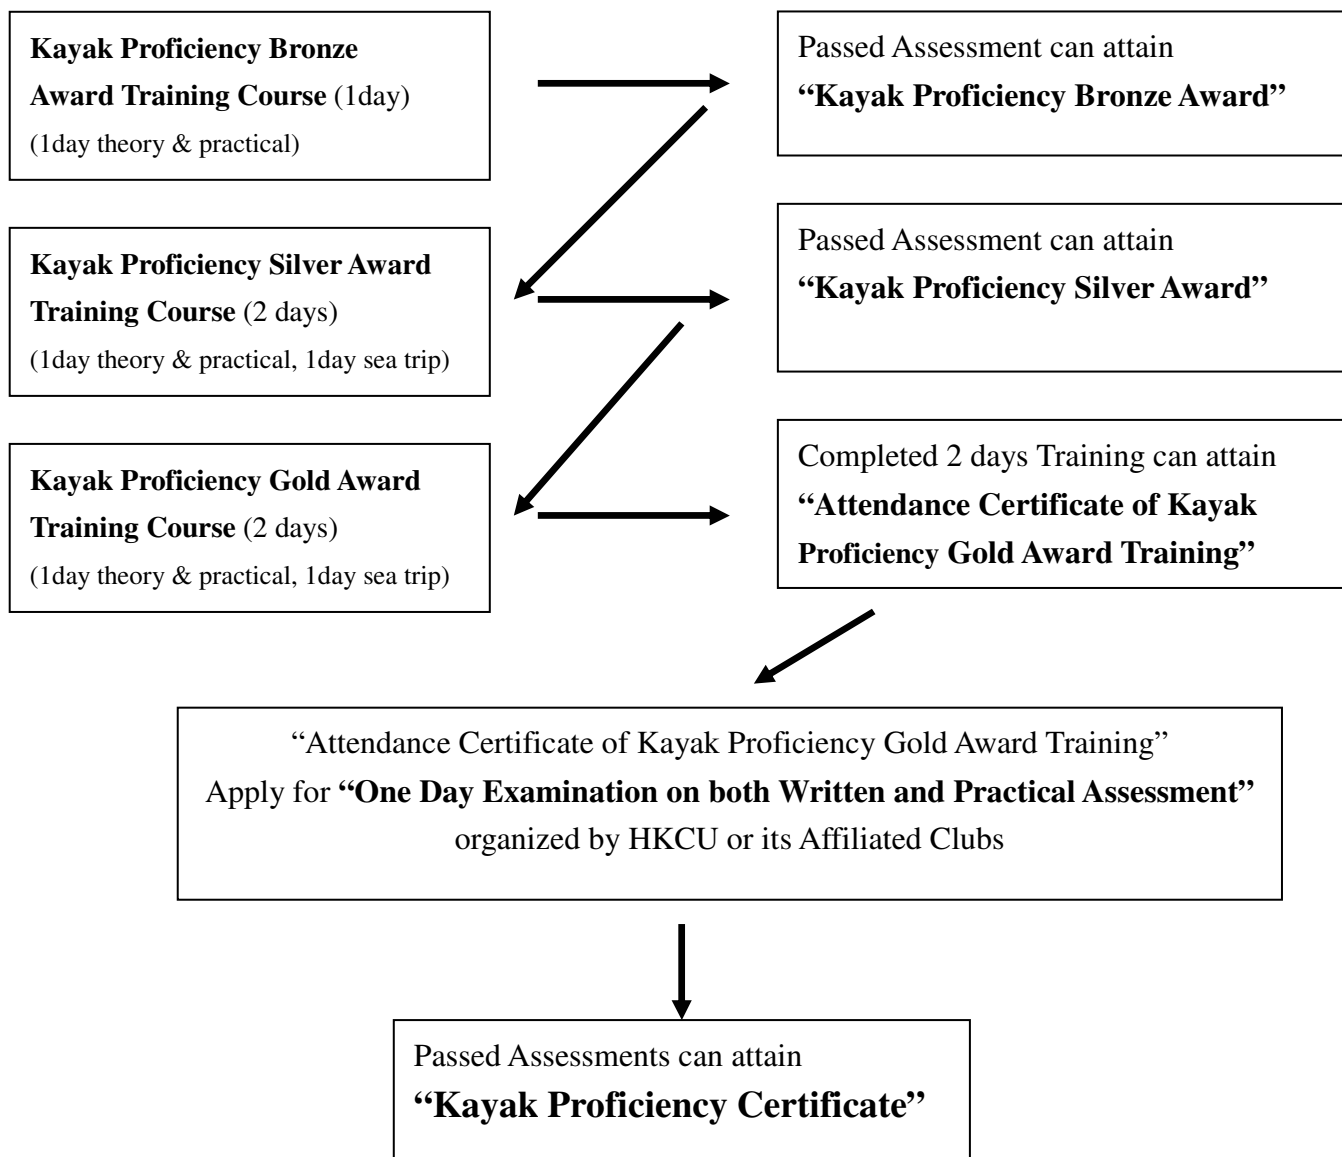 Kayak Proficiency Bronze
Award Training Course (1day)
(1day theory & practical)
Passed Assessment can attain
“Kayak Proficiency Bronze Award”
Kayak Proficiency Silver Award
Training Course (2 days)
(1day theory & practical, 1day sea trip)
Passed Assessment can attain
“Kayak Proficiency Silver Award”
Kayak Proficiency Gold Award
Training Course (2 days)
(1day theory & practical, 1day sea trip)
Completed 2 days Training can attain
“Attendance Certificate of Kayak
Proficiency Gold Award Training”
“Attendance Certificate of Kayak Proficiency Gold Award Training”
Apply for “One Day Examination on both Written and Practical Assessment”
organized by HKCU or its Affiliated Clubs
Passed Assessments can attain
“Kayak Proficiency Certificate”